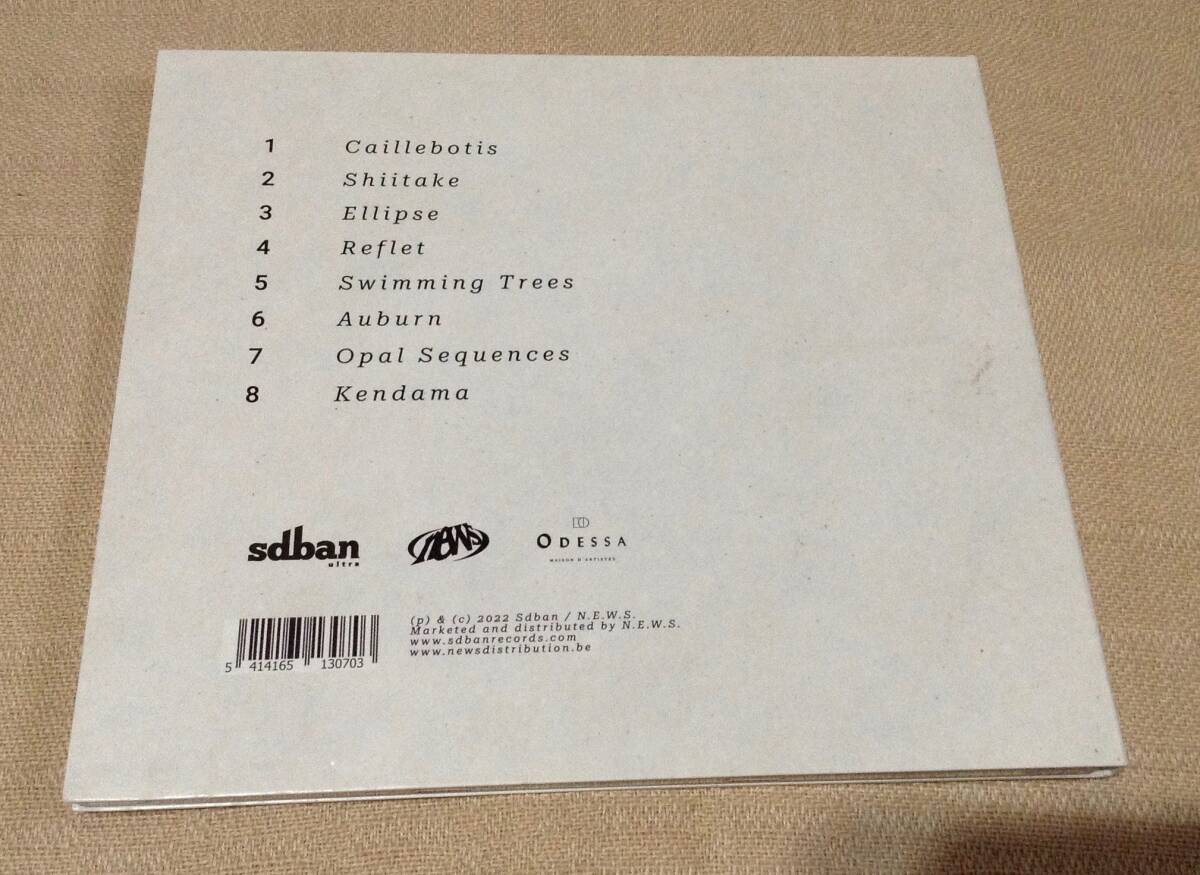 1 Caillebotis
2 Shiitake
3 Ellipse
4 Reflet
5 Swimming Trees
6 Auburn
7 Opal Sequences
8 Kendama
sdban
ultra
news
ODESSA
MAISON D'ARTISTES
(p) & (c) 2022 Sdban / N.E.W.S.
Marketed and distributed by N.E.W.S.
www.sdbanrecords.com
www.newsdistribution.be
5 414165 130703